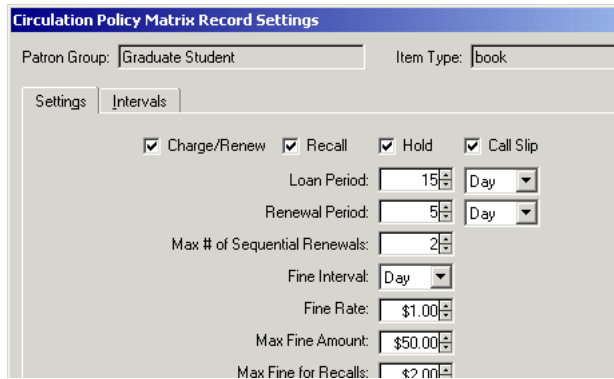 Circulation Policy Matrix Record Settings
Patron Group: Graduate Student Item Type: book
Settings Intervals
Charge/Renew Recall Hold Call Slip
Loan Period: 15 Day
Renewal Period: 5 Day
Max # of Sequential Renewals: 2
Fine Interval: Day
Fine Rate: $1.00
Max Fine Amount: $50.00
Max Fine for Recalls: $2.00